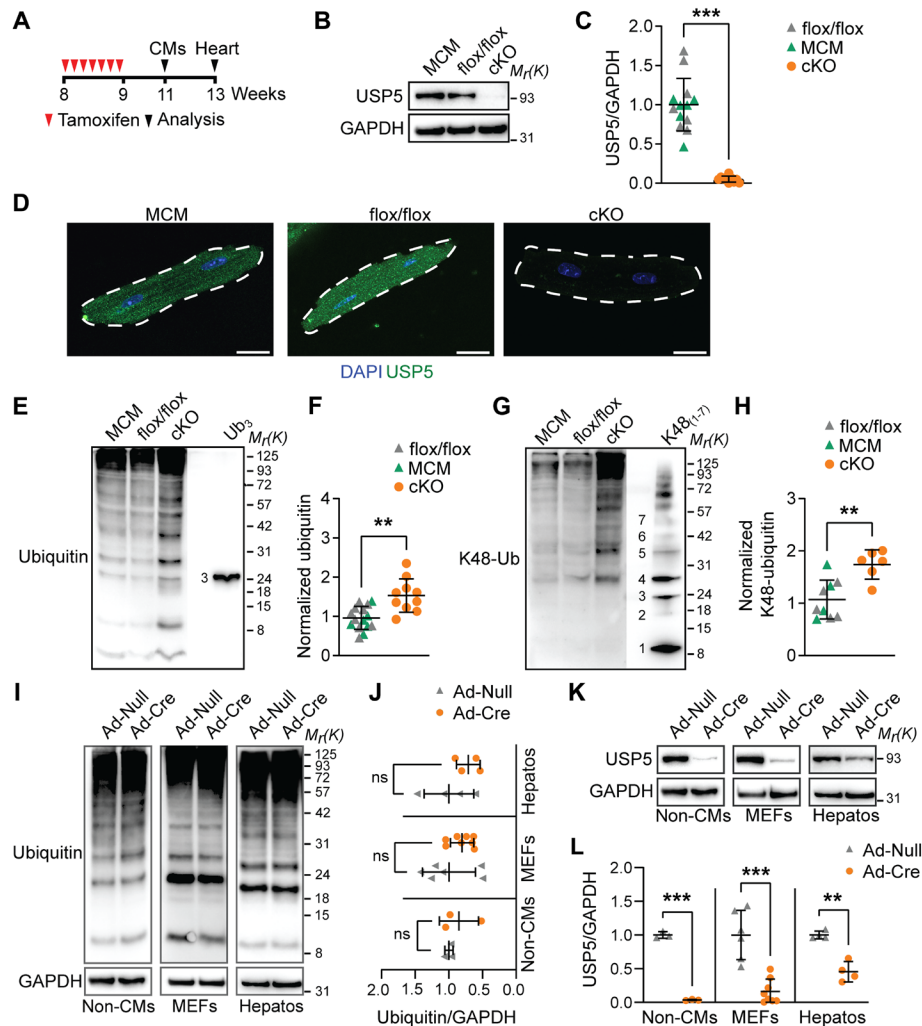 A
CMs Heart
8 9 11 13 Weeks
Tamoxifen Analysis
B
MCM flox/flox cKO Mr(K)
USP5 93
GAPDH 31
C
***
flox/flox
MCM
cKO
USP5/GAPDH
2.0
1.5
1.0
0.5
0.0
D
MCM flox/flox cKO
DAPI USP5
E
MCM flox/flox cKO Ub3 Mr(K)
125
93
72
57
42
31
24
18
15
8
Ubiquitin
3
F
flox/flox
MCM
cKO
**
Normalized ubiquitin
4
3
2
1
0
G
MCM flox/flox cKO K48(1-7) Mr(K)
125
93
72
57
42
31
24
18
15
8
K48-Ub
7
6
5
4
3
2
1
H
flox/flox
MCM
cKO
**
Normalized
K48-ubiquitin
3
2
1
0
I
Ad-Null Ad-Cre Ad-Null Ad-Cre Ad-Null Ad-Cre
Mr(K)
125
93
72
57
42
31
24
18
15
8
Ubiquitin
GAPDH 31
Non-CMs MEFs Hepatos
J
Ad-Null
Ad-Cre
ns Hepatos
ns MEFs
ns Non-CMs
2.0 1.5 1.0 0.5 0.0
Ubiquitin/GAPDH
K
Ad-Null Ad-Cre Ad-Null Ad-Cre Ad-Null Ad-Cre
Mr(K)
USP5 93
GAPDH 31
Non-CMs MEFs Hepatos
L
Ad-Null
Ad-Cre
*** *** **
USP5/GAPDH
2.0
1.5
1.0
0.5
0.0
Non-CMs MEFs Hepatos